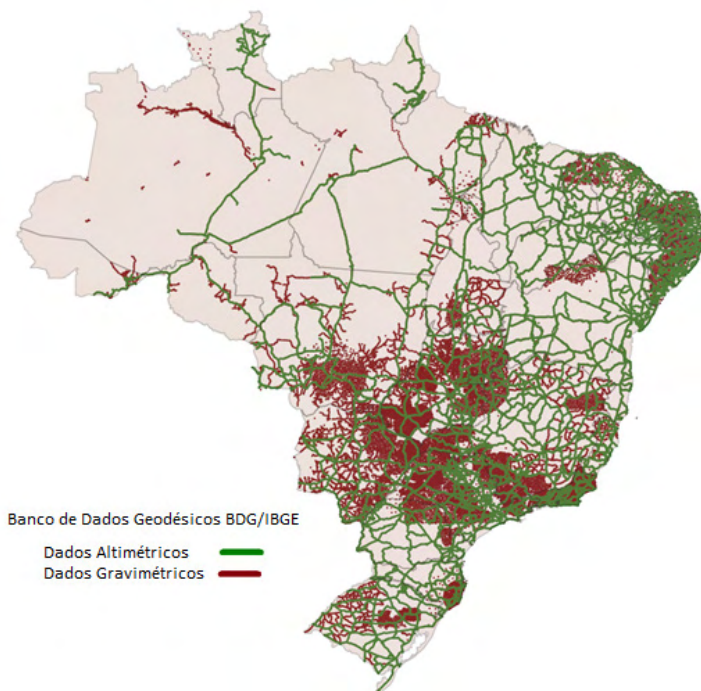 Banco de Dados Geodésicos BDG/IBGE
Dados Altimétricos
Dados Gravimétricos